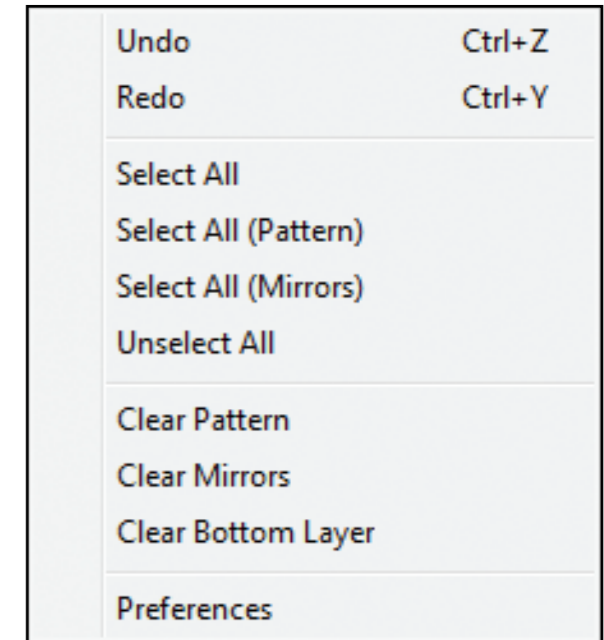 Undo Ctrl+Z
Redo Ctrl+Y
Select All
Select All (Pattern)
Select All (Mirrors)
Unselect All
Clear Pattern
Clear Mirrors
Clear Bottom Layer
Preferences